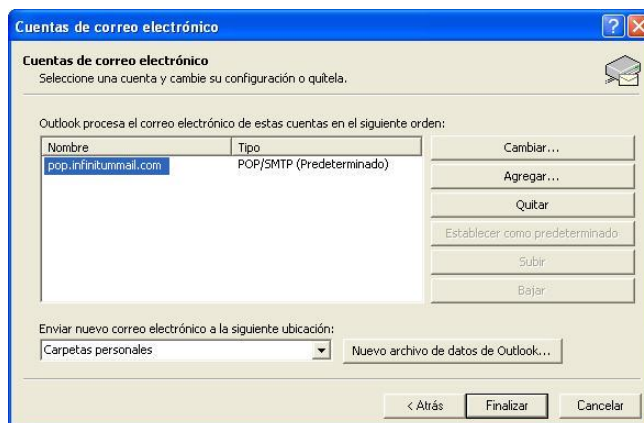 Cuentas de correo electrónico
Cuentas de correo electrónico
Seleccione una cuenta y cambie su configuración o quítela.
Outlook procesa el correo electrónico de estas cuentas en el siguiente orden:
Nombre Tipo
pop.infinitummail.com POP/SMTP (Predeterminado)
Cambiar...
Agregar...
Quitar
Establecer como predeterminado
Subir
Bajar
Enviar nuevo correo electrónico a la siguiente ubicación:
Carpetas personales
Nuevo archivo de datos de Outlook...
< Atrás Finalizar Cancelar